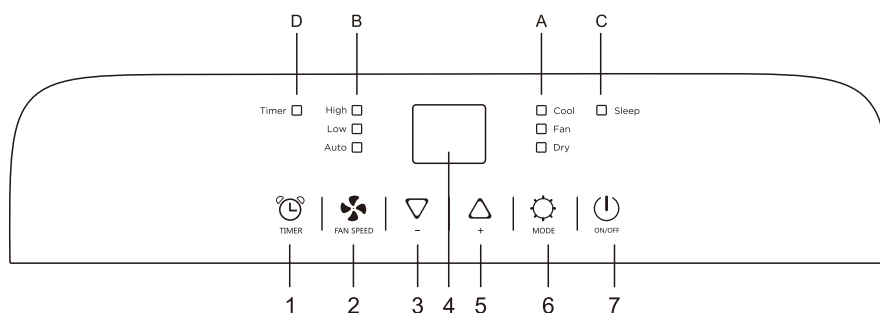 D B A C
Timer High Cool Sleep
Low Fan
Auto Dry
TIMER FAN SPEED − + MODE ON/OFF
1 2 3 4 5 6 7